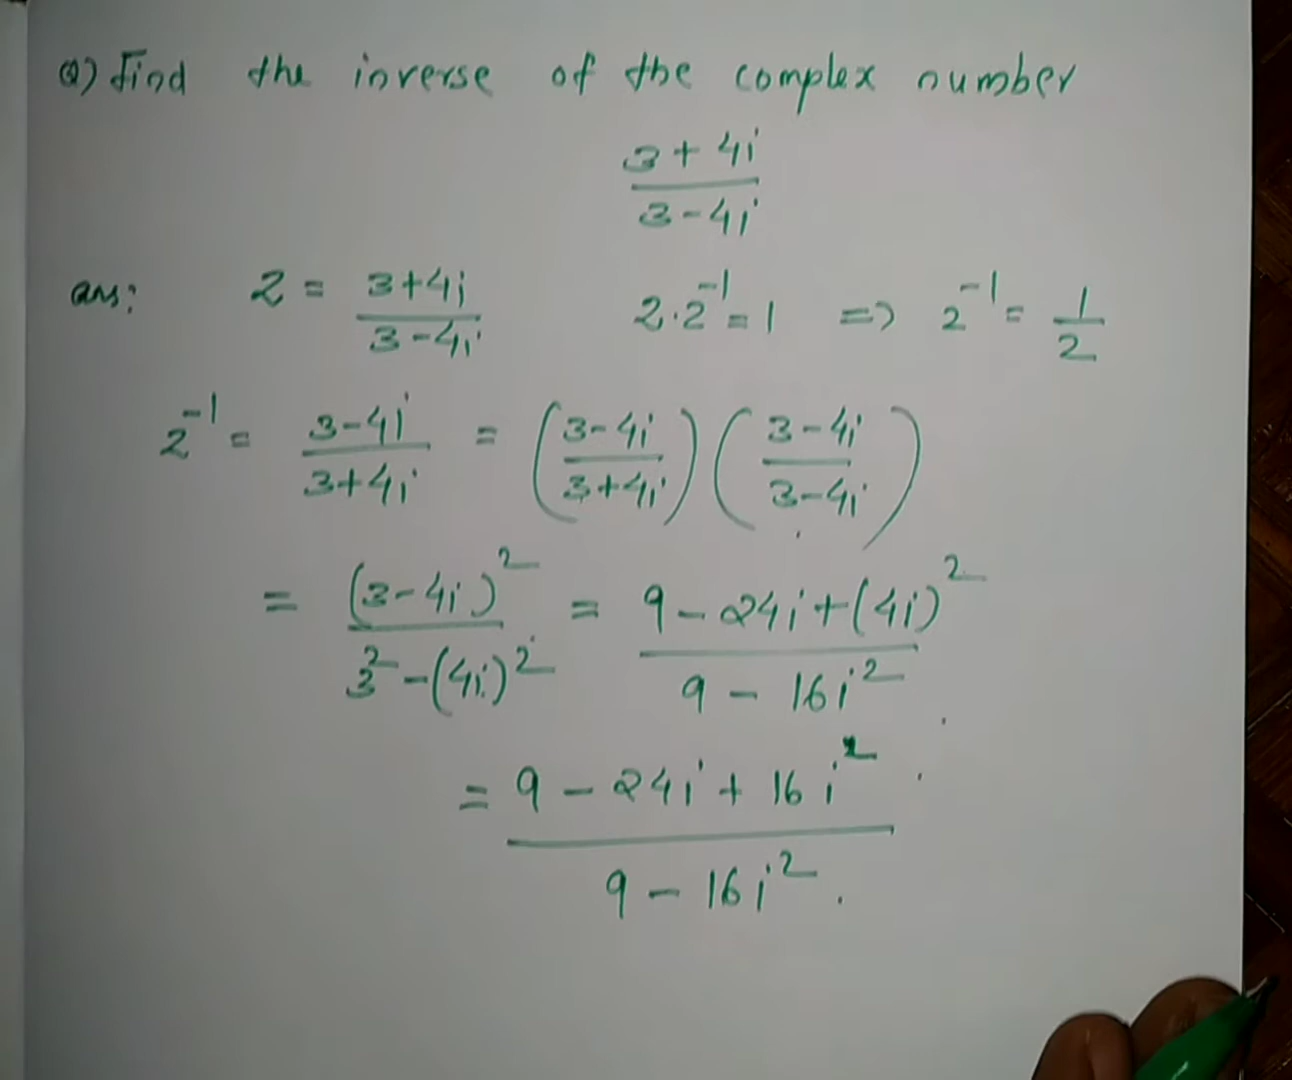 Q) find the inverse of the complex number
3+4i / 3-4i
ans: z = 3+4i / 3-4i z·z⁻¹=1 => z⁻¹ = 1/z
z⁻¹ = 3-4i / 3+4i = (3-4i / 3+4i) (3-4i / 3-4i)
= (3-4i)² / 3²-(4i)² = 9-24i+(4i)² / 9-16i²
= 9-24i+16i² / 9-16i².